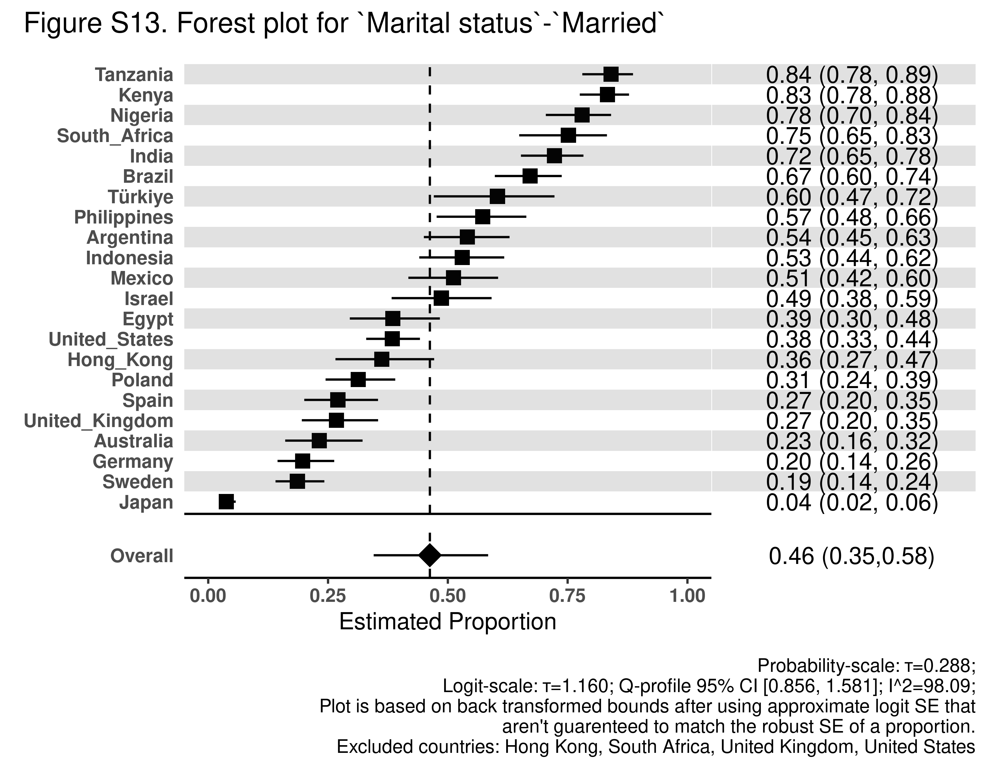 Figure S13. Forest plot for `Marital status`-`Married`
Tanzania 0.84 (0.78, 0.89)
Kenya 0.83 (0.78, 0.88)
Nigeria 0.78 (0.70, 0.84)
South_Africa 0.75 (0.65, 0.83)
India 0.72 (0.65, 0.78)
Brazil 0.67 (0.60, 0.74)
Türkiye 0.60 (0.47, 0.72)
Philippines 0.57 (0.48, 0.66)
Argentina 0.54 (0.45, 0.63)
Indonesia 0.53 (0.44, 0.62)
Mexico 0.51 (0.42, 0.60)
Israel 0.49 (0.38, 0.59)
Egypt 0.39 (0.30, 0.48)
United_States 0.38 (0.33, 0.44)
Hong_Kong 0.36 (0.27, 0.47)
Poland 0.31 (0.24, 0.39)
Spain 0.27 (0.20, 0.35)
United_Kingdom 0.27 (0.20, 0.35)
Australia 0.23 (0.16, 0.32)
Germany 0.20 (0.14, 0.26)
Sweden 0.19 (0.14, 0.24)
Japan 0.04 (0.02, 0.06)
Overall 0.46 (0.35,0.58)
0.00 0.25 0.50 0.75 1.00
Estimated Proportion
Probability-scale: τ=0.288;
Logit-scale: τ=1.160; Q-profile 95% CI [0.856, 1.581]; I^2=98.09;
Plot is based on back transformed bounds after using approximate logit SE that
aren't guarenteed to match the robust SE of a proportion.
Excluded countries: Hong Kong, South Africa, United Kingdom, United States